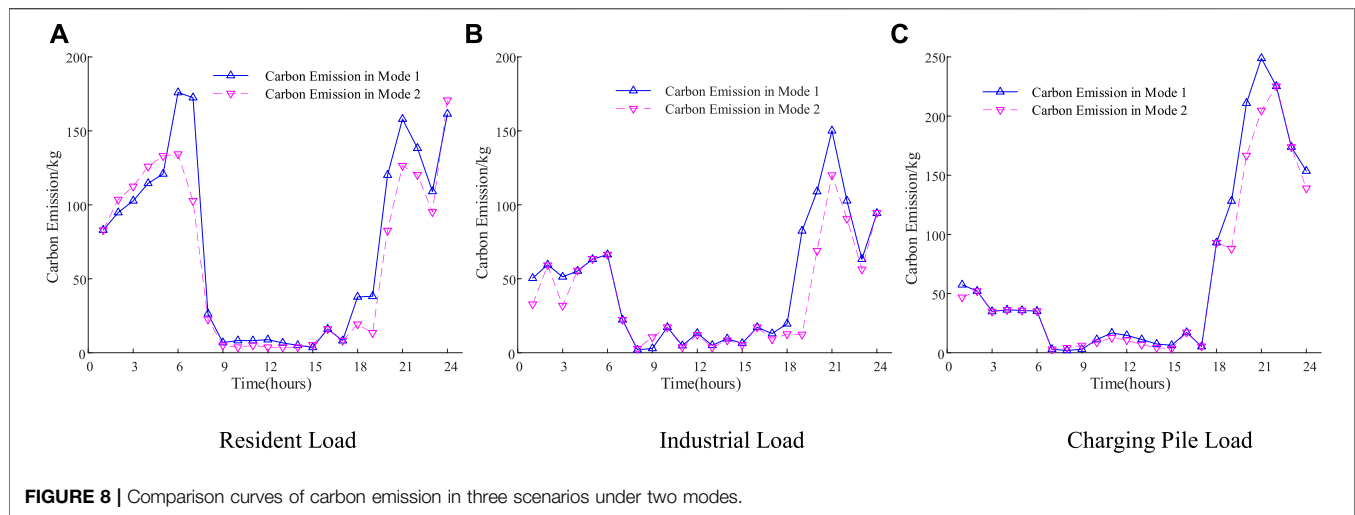 A
200
150
100
50
0
Carbon Emission/kg
Carbon Emission in Mode 1
Carbon Emission in Mode 2
0 3 6 9 12 15 18 21 24
Time(hours)
Resident Load
B
200
150
100
50
0
Carbon Emission/kg
Carbon Emission in Mode 1
Carbon Emission in Mode 2
0 3 6 9 12 15 18 21 24
Time(hours)
Industrial Load
C
250
200
150
100
50
0
Carbon Emission/kg
Carbon Emission in Mode 1
Carbon Emission in Mode 2
0 3 6 9 12 15 18 21 24
Time(hours)
Charging Pile Load
FIGURE 8 | Comparison curves of carbon emission in three scenarios under two modes.